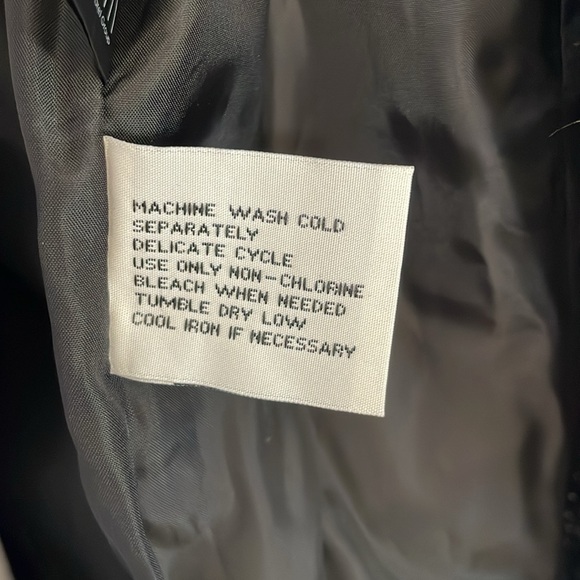 MACHINE WASH COLD
SEPARATELY
DELICATE CYCLE
USE ONLY NON-CHLORINE
BLEACH WHEN NEEDED
TUMBLE DRY LOW
COOL IRON IF NECESSARY